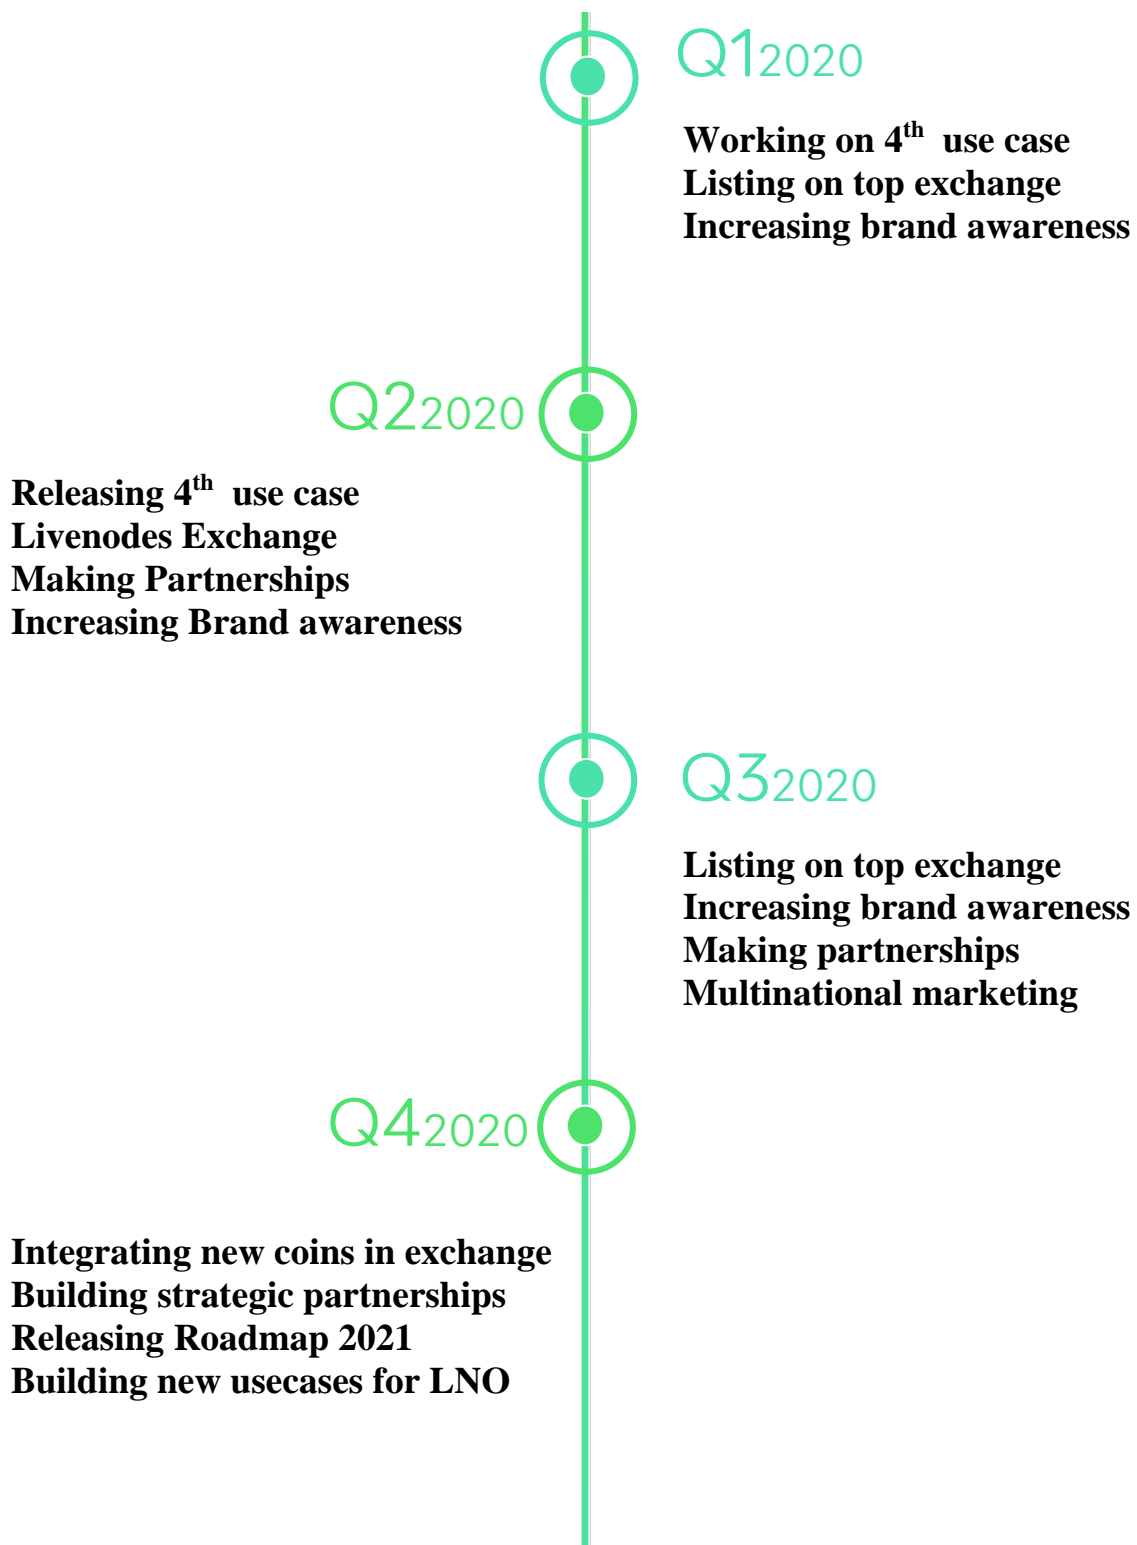 Q12020
Working on 4th use case
Listing on top exchange
Increasing brand awareness
Q22020
Releasing 4th use case
Livenodes Exchange
Making Partnerships
Increasing Brand awareness
Q32020
Listing on top exchange
Increasing brand awareness
Making partnerships
Multinational marketing
Q42020
Integrating new coins in exchange
Building strategic partnerships
Releasing Roadmap 2021
Building new usecases for LNO